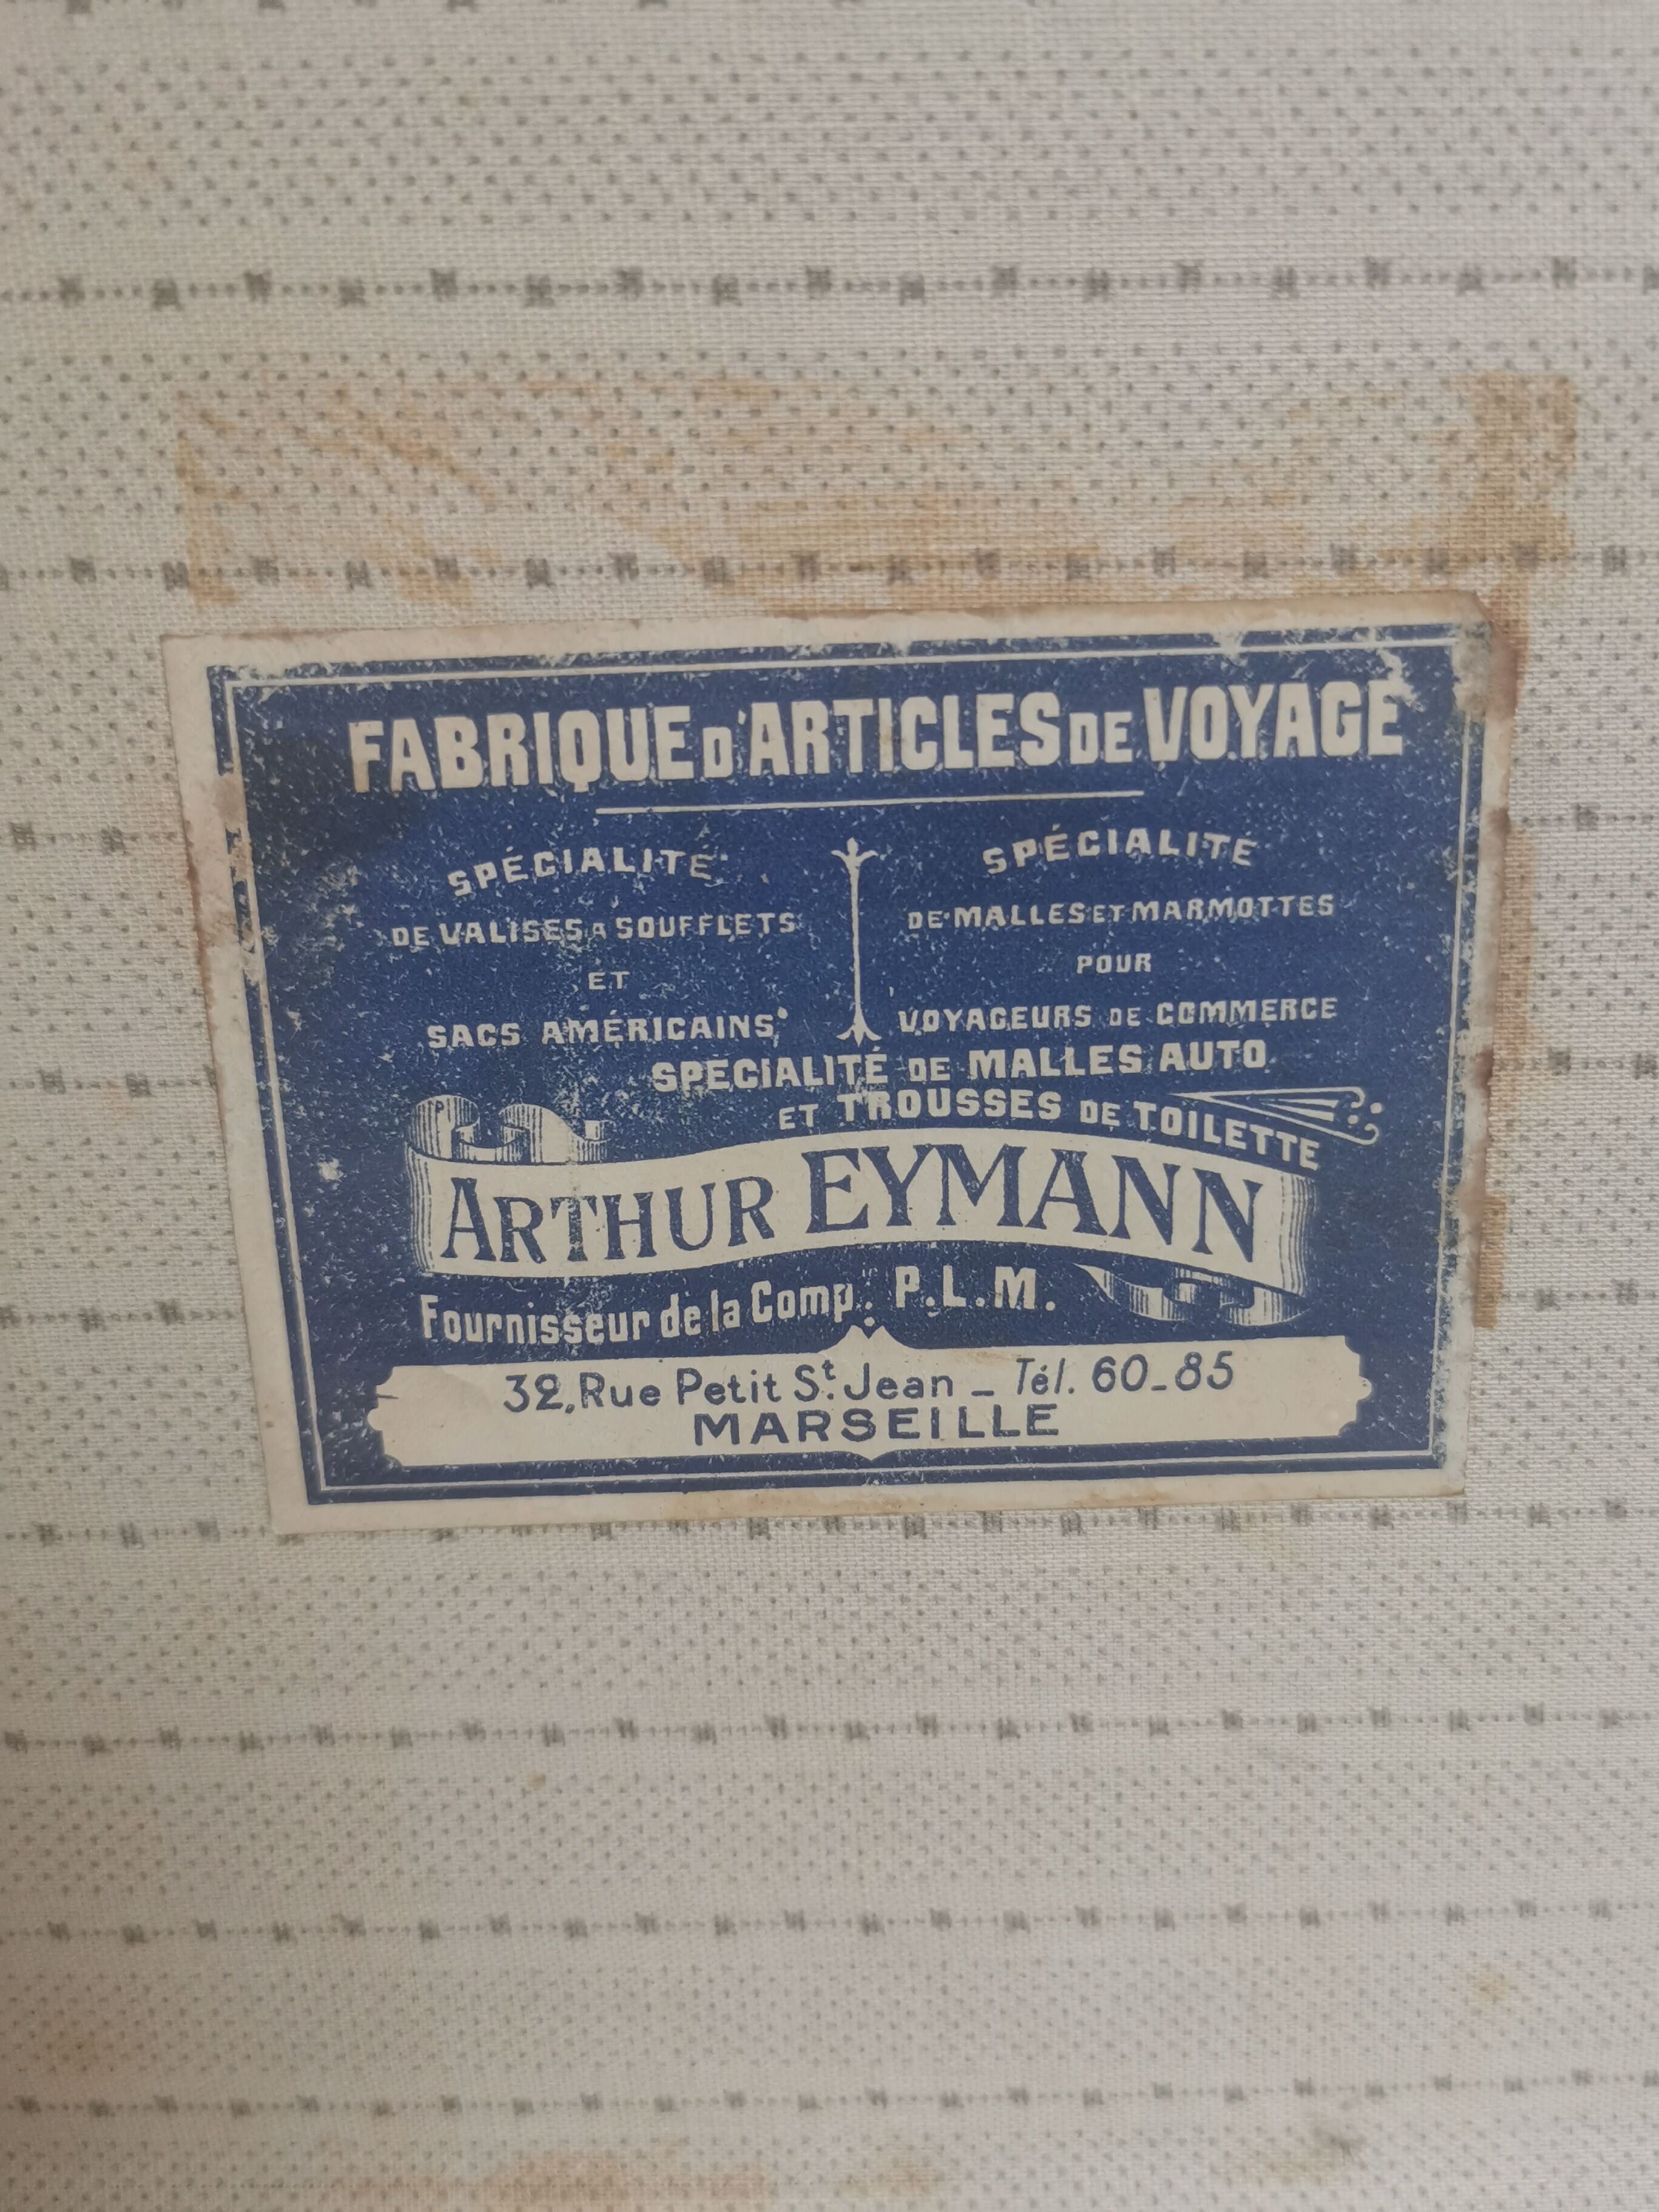 FABRIQUE D'ARTICLES DE VOYAGE
SPÉCIALITÉ
DE VALISES A SOUFFLETS
ET
SACS AMÉRICAINS
SPÉCIALITÉ
DE MALLES ET MARMOTTES
POUR
VOYAGEURS DE COMMERCE
SPÉCIALITÉ DE MALLES AUTO
ET TROUSSES DE TOILETTE
ARTHUR EYMANN
Fournisseur de la Comp. P.L.M.
32, Rue Petit St. Jean - Tél. 60-85
MARSEILLE